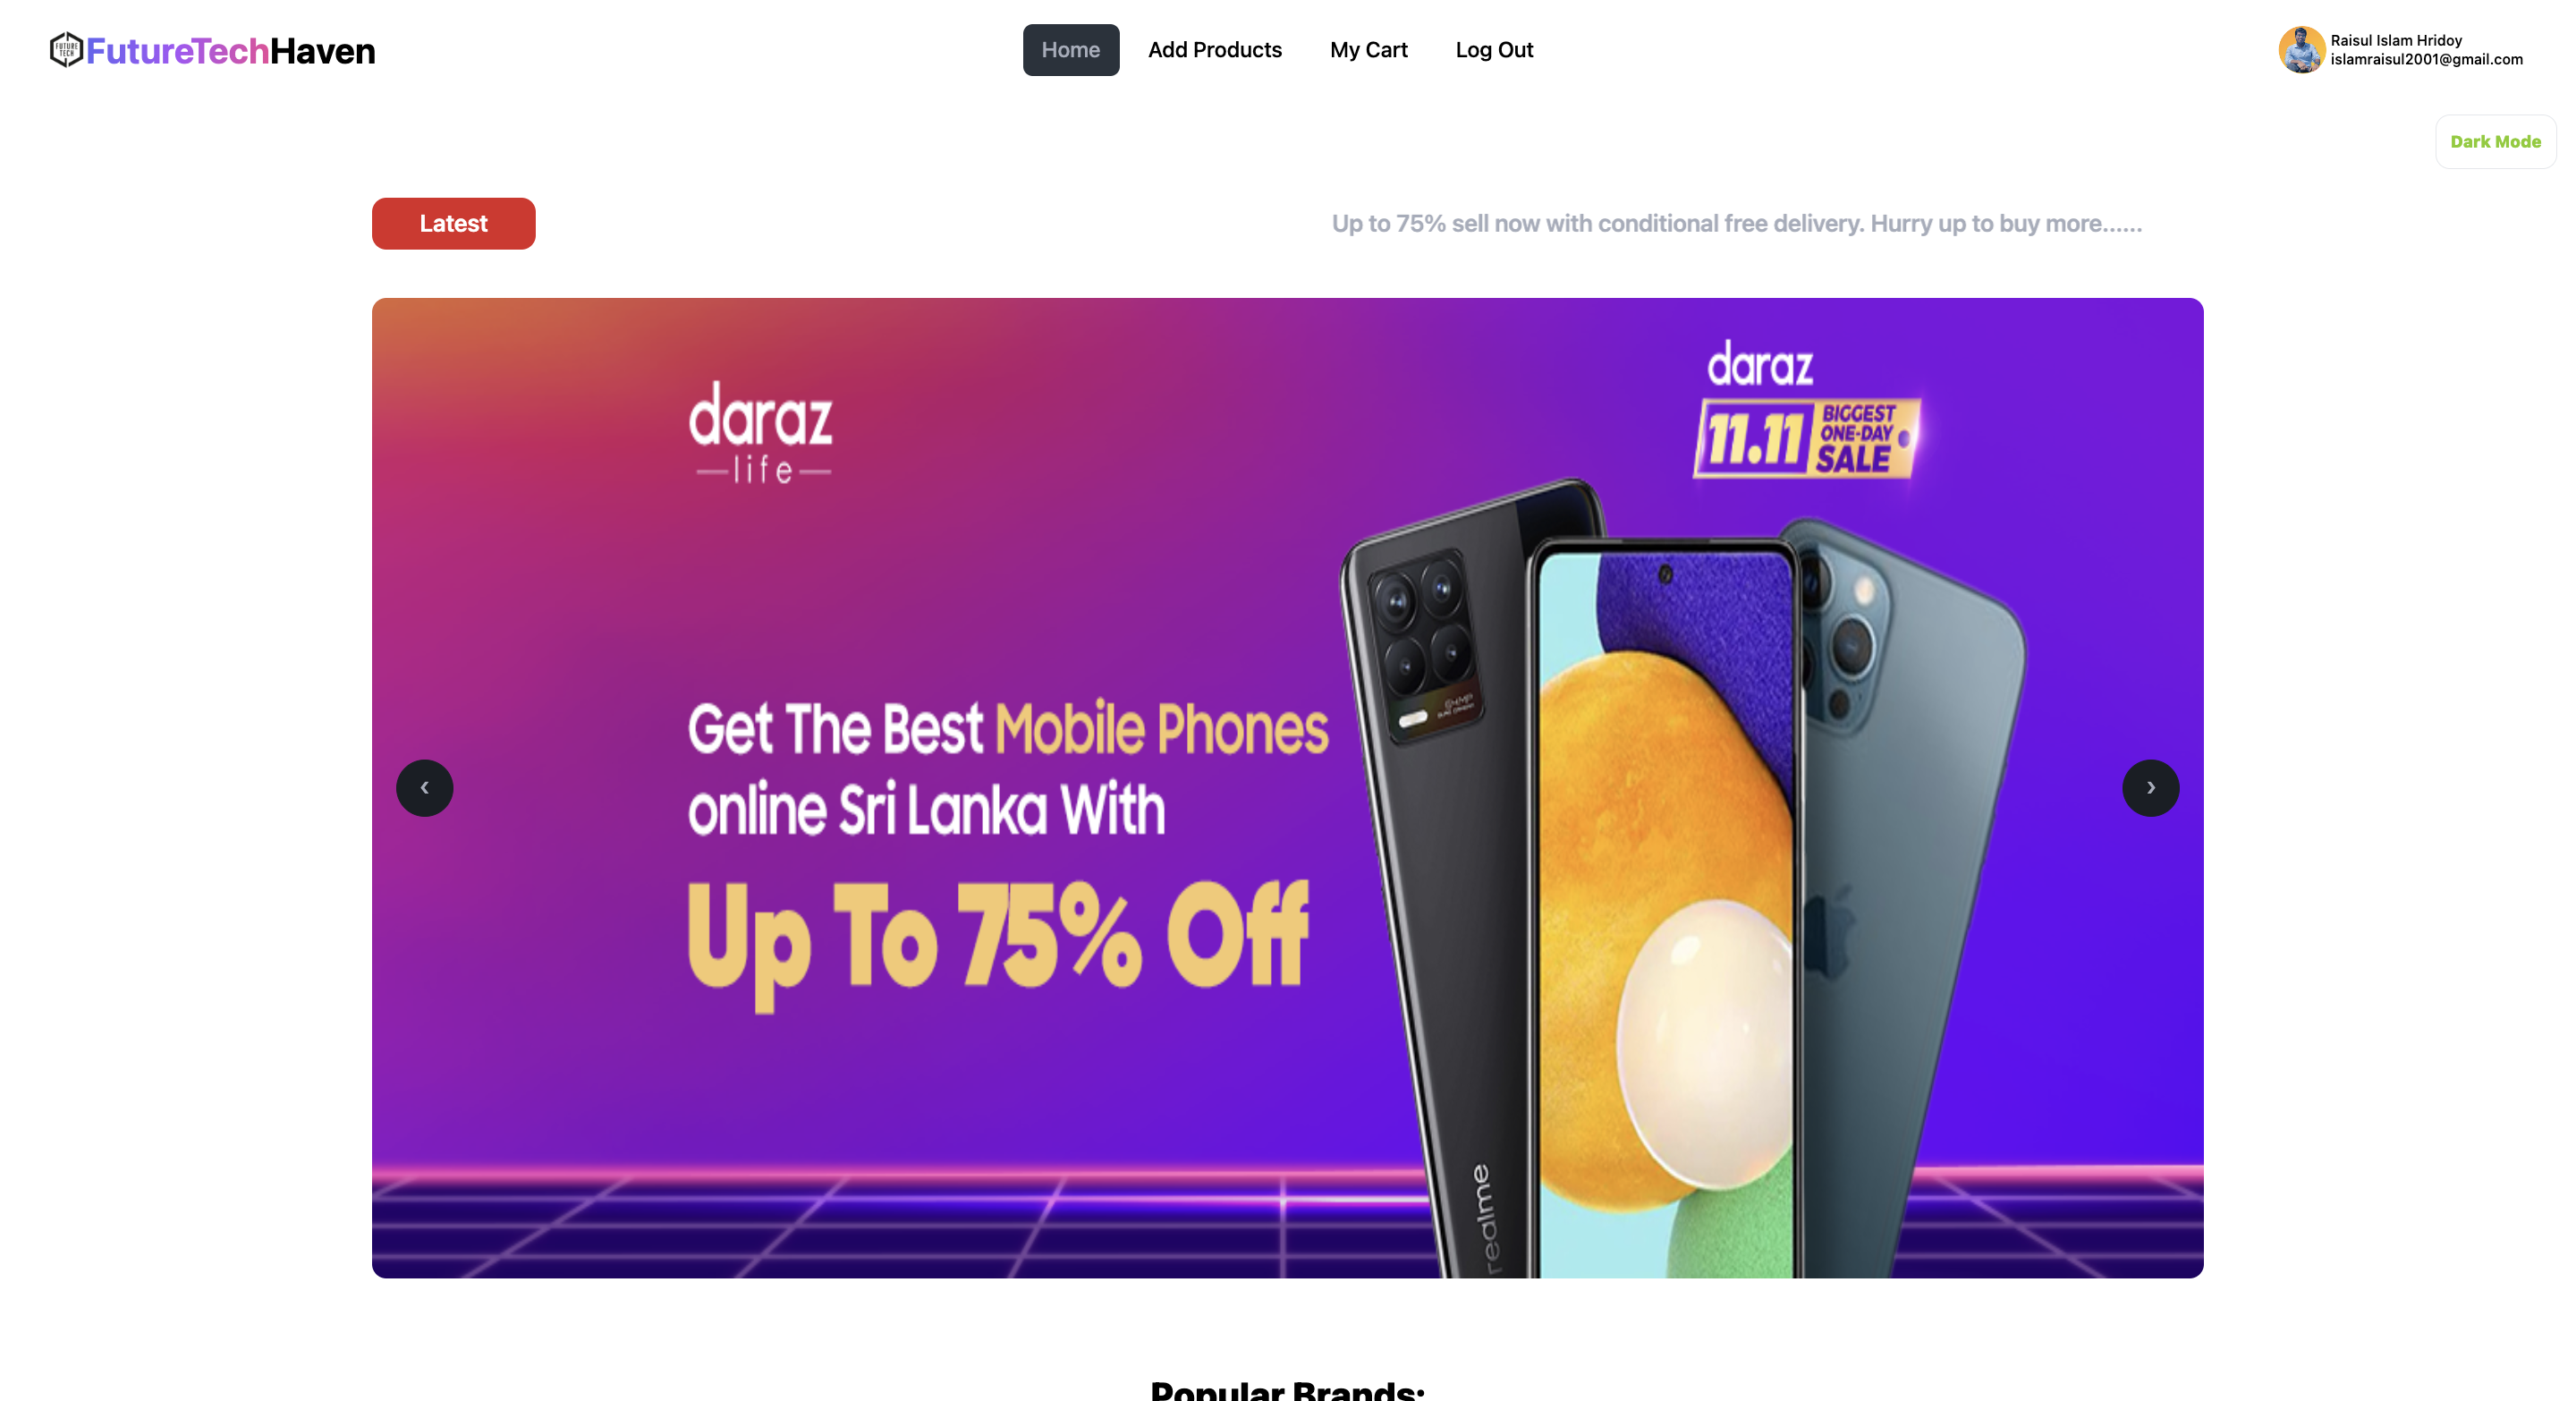 FUTURE
TECH
FutureTechHaven
Home
Add Products
My Cart
Log Out
Raisul Islam Hridoy
islamraisul2001@gmail.com
Dark Mode
Latest
Up to 75% sell now with conditional free delivery. Hurry up to buy more......
daraz
life
daraz
11.11
BIGGEST
ONE-DAY
SALE
Get The Best Mobile Phones
online Sri Lanka With
Up To 75% Off
realme
Popular Brands: